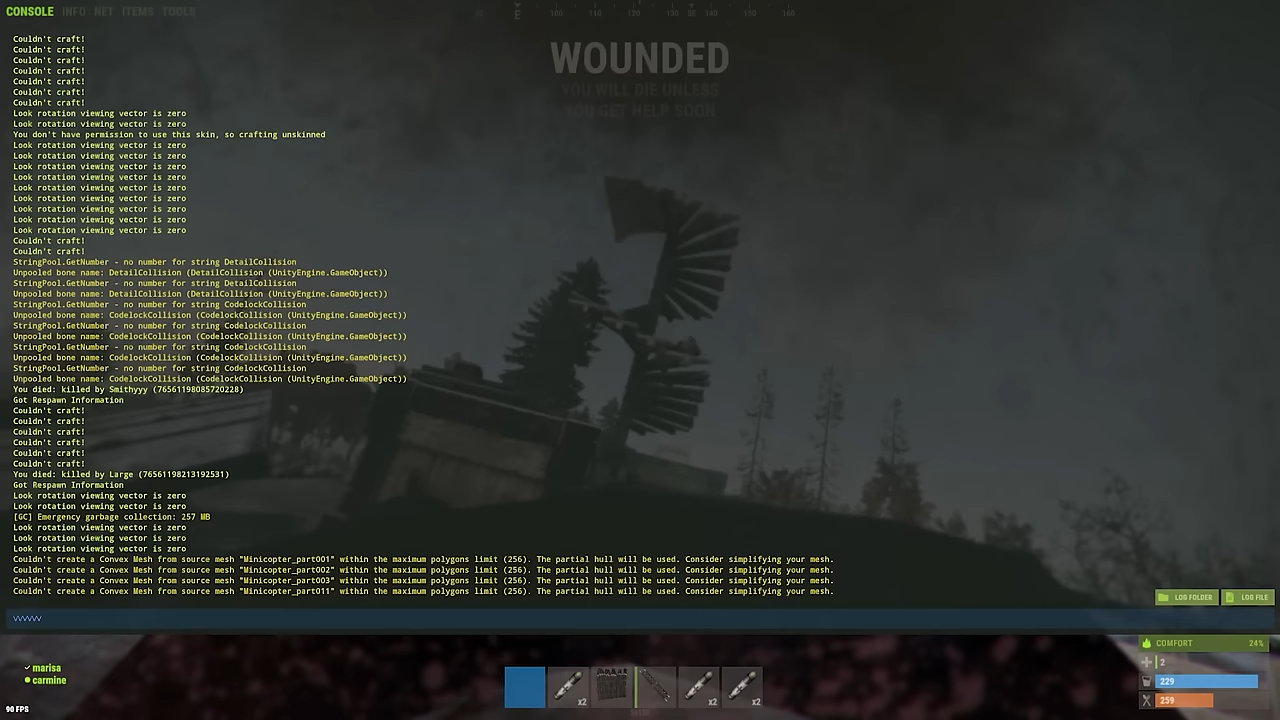 CONSOLE INFO NET ITEMS TOOLS
E 100 110 120 130 SE 140 150 160
WOUNDED
YOU WILL DIE UNLESS
YOU GET HELP SOON
Couldn't craft!
Couldn't craft!
Couldn't craft!
Couldn't craft!
Couldn't craft!
Couldn't craft!
Couldn't craft!
Look rotation viewing vector is zero
Look rotation viewing vector is zero
You don't have permission to use this skin, so crafting unskinned
Look rotation viewing vector is zero
Look rotation viewing vector is zero
Look rotation viewing vector is zero
Look rotation viewing vector is zero
Look rotation viewing vector is zero
Look rotation viewing vector is zero
Look rotation viewing vector is zero
Look rotation viewing vector is zero
Look rotation viewing vector is zero
Couldn't craft!
Couldn't craft!
StringPool.GetNumber - no number for string DetailCollision
Unpooled bone name: DetailCollision (DetailCollision (UnityEngine.GameObject))
StringPool.GetNumber - no number for string DetailCollision
Unpooled bone name: DetailCollision (DetailCollision (UnityEngine.GameObject))
StringPool.GetNumber - no number for string CodelockCollision
Unpooled bone name: CodelockCollision (CodelockCollision (UnityEngine.GameObject))
StringPool.GetNumber - no number for string CodelockCollision
Unpooled bone name: CodelockCollision (CodelockCollision (UnityEngine.GameObject))
StringPool.GetNumber - no number for string CodelockCollision
Unpooled bone name: CodelockCollision (CodelockCollision (UnityEngine.GameObject))
StringPool.GetNumber - no number for string CodelockCollision
Unpooled bone name: CodelockCollision (CodelockCollision (UnityEngine.GameObject))
You died: killed by Smithyyy (76561198085720228)
Got Respawn Information
Couldn't craft!
Couldn't craft!
Couldn't craft!
Couldn't craft!
Couldn't craft!
Couldn't craft!
You died: killed by Large (76561198213192531)
Got Respawn Information
Look rotation viewing vector is zero
Look rotation viewing vector is zero
[GC] Emergency garbage collection: 257 MB
Look rotation viewing vector is zero
Look rotation viewing vector is zero
Look rotation viewing vector is zero
Couldn't create a Convex Mesh from source mesh "Minicopter_part001" within the maximum polygons limit (256). The partial hull will be used. Consider simplifying your mesh.
Couldn't create a Convex Mesh from source mesh "Minicopter_part002" within the maximum polygons limit (256). The partial hull will be used. Consider simplifying your mesh.
Couldn't create a Convex Mesh from source mesh "Minicopter_part003" within the maximum polygons limit (256). The partial hull will be used. Consider simplifying your mesh.
Couldn't create a Convex Mesh from source mesh "Minicopter_part011" within the maximum polygons limit (256). The partial hull will be used. Consider simplifying your mesh.
LOG FOLDER LOG FILE
vvvvvv
COMFORT 24%
2
229
259
marisa
carmine
x2 x2 x2
90 FPS